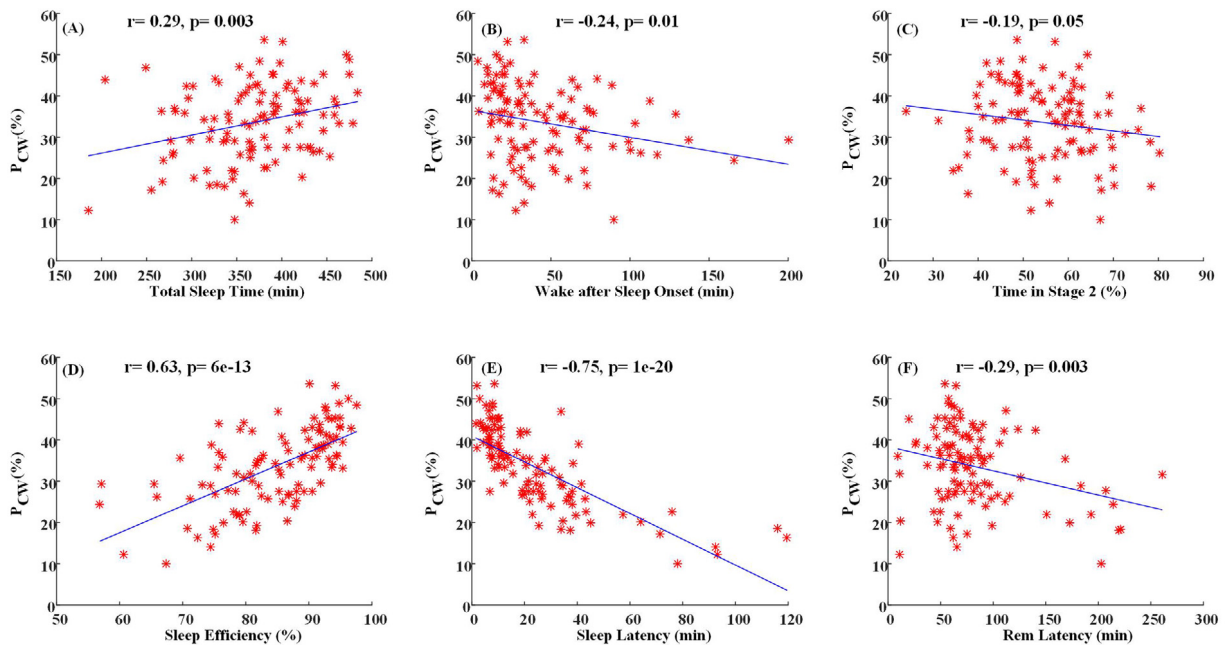 (A) r= 0.29, p= 0.003
60
50
40
30
20
10
0
P_CW(%)
150 200 250 300 350 400 450 500
Total Sleep Time (min)
(B) r= -0.24, p= 0.01
60
50
40
30
20
10
0
P_CW(%)
0 50 100 150 200
Wake after Sleep Onset (min)
(C) r= -0.19, p= 0.05
60
50
40
30
20
10
0
P_CW(%)
20 30 40 50 60 70 80 90
Time in Stage 2 (%)
(D) r= 0.63, p= 6e-13
60
50
40
30
20
10
0
P_CW(%)
50 60 70 80 90 100
Sleep Efficiency (%)
(E) r= -0.75, p= 1e-20
60
50
40
30
20
10
0
P_CW(%)
0 20 40 60 80 100 120
Sleep Latency (min)
(F) r= -0.29, p= 0.003
60
50
40
30
20
10
0
P_CW(%)
0 50 100 150 200 250 300
Rem Latency (min)